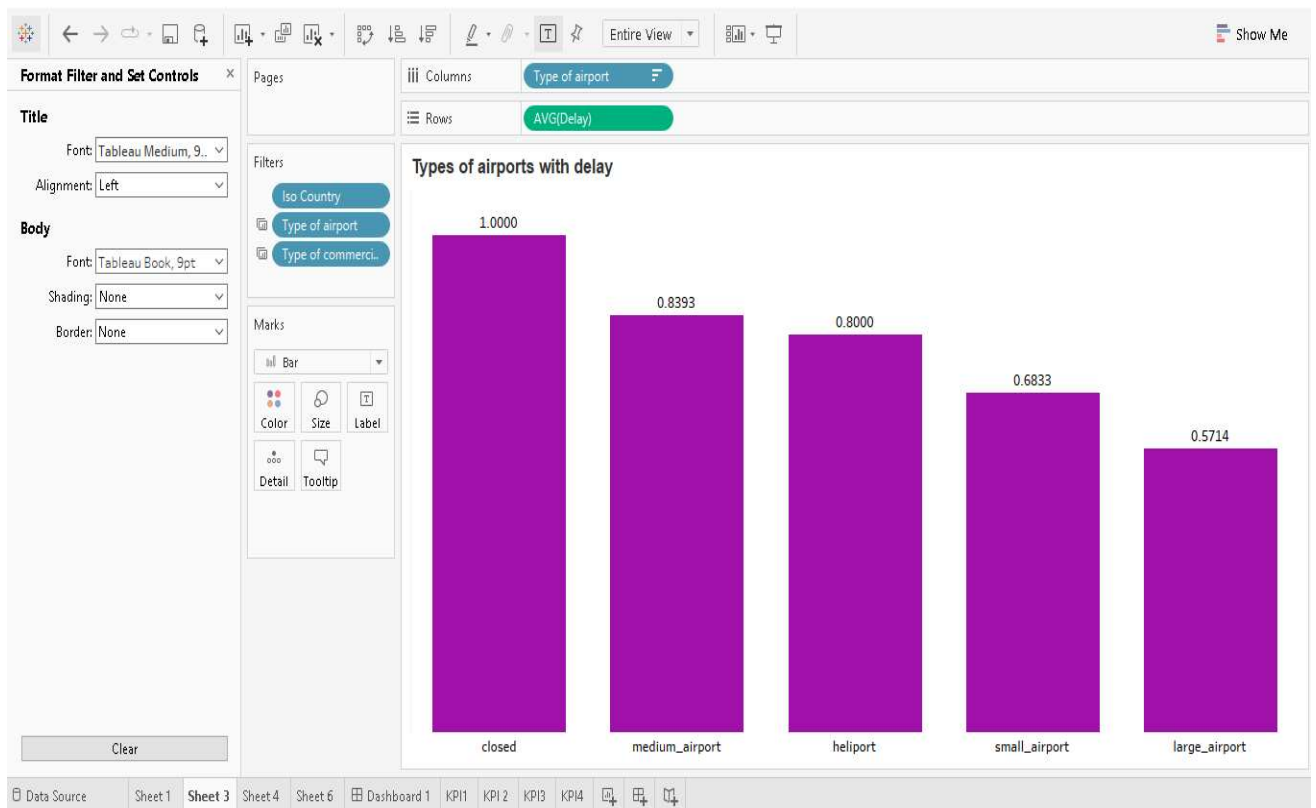 Entire View
Show Me
Format Filter and Set Controls
Title
Font: Tableau Medium, 9..
Alignment: Left
Body
Font: Tableau Book, 9pt
Shading: None
Border: None
Clear
Pages
Filters
Iso Country
Type of airport
Type of commerci..
Marks
Bar
Color Size Label
Detail Tooltip
Columns Type of airport
Rows AVG(Delay)
Types of airports with delay
1.0000
0.8393
0.8000
0.6833
0.5714
closed medium_airport heliport small_airport large_airport
Data Source Sheet 1 Sheet 3 Sheet 4 Sheet 6 Dashboard 1 KPI1 KPI 2 KPI3 KPI4